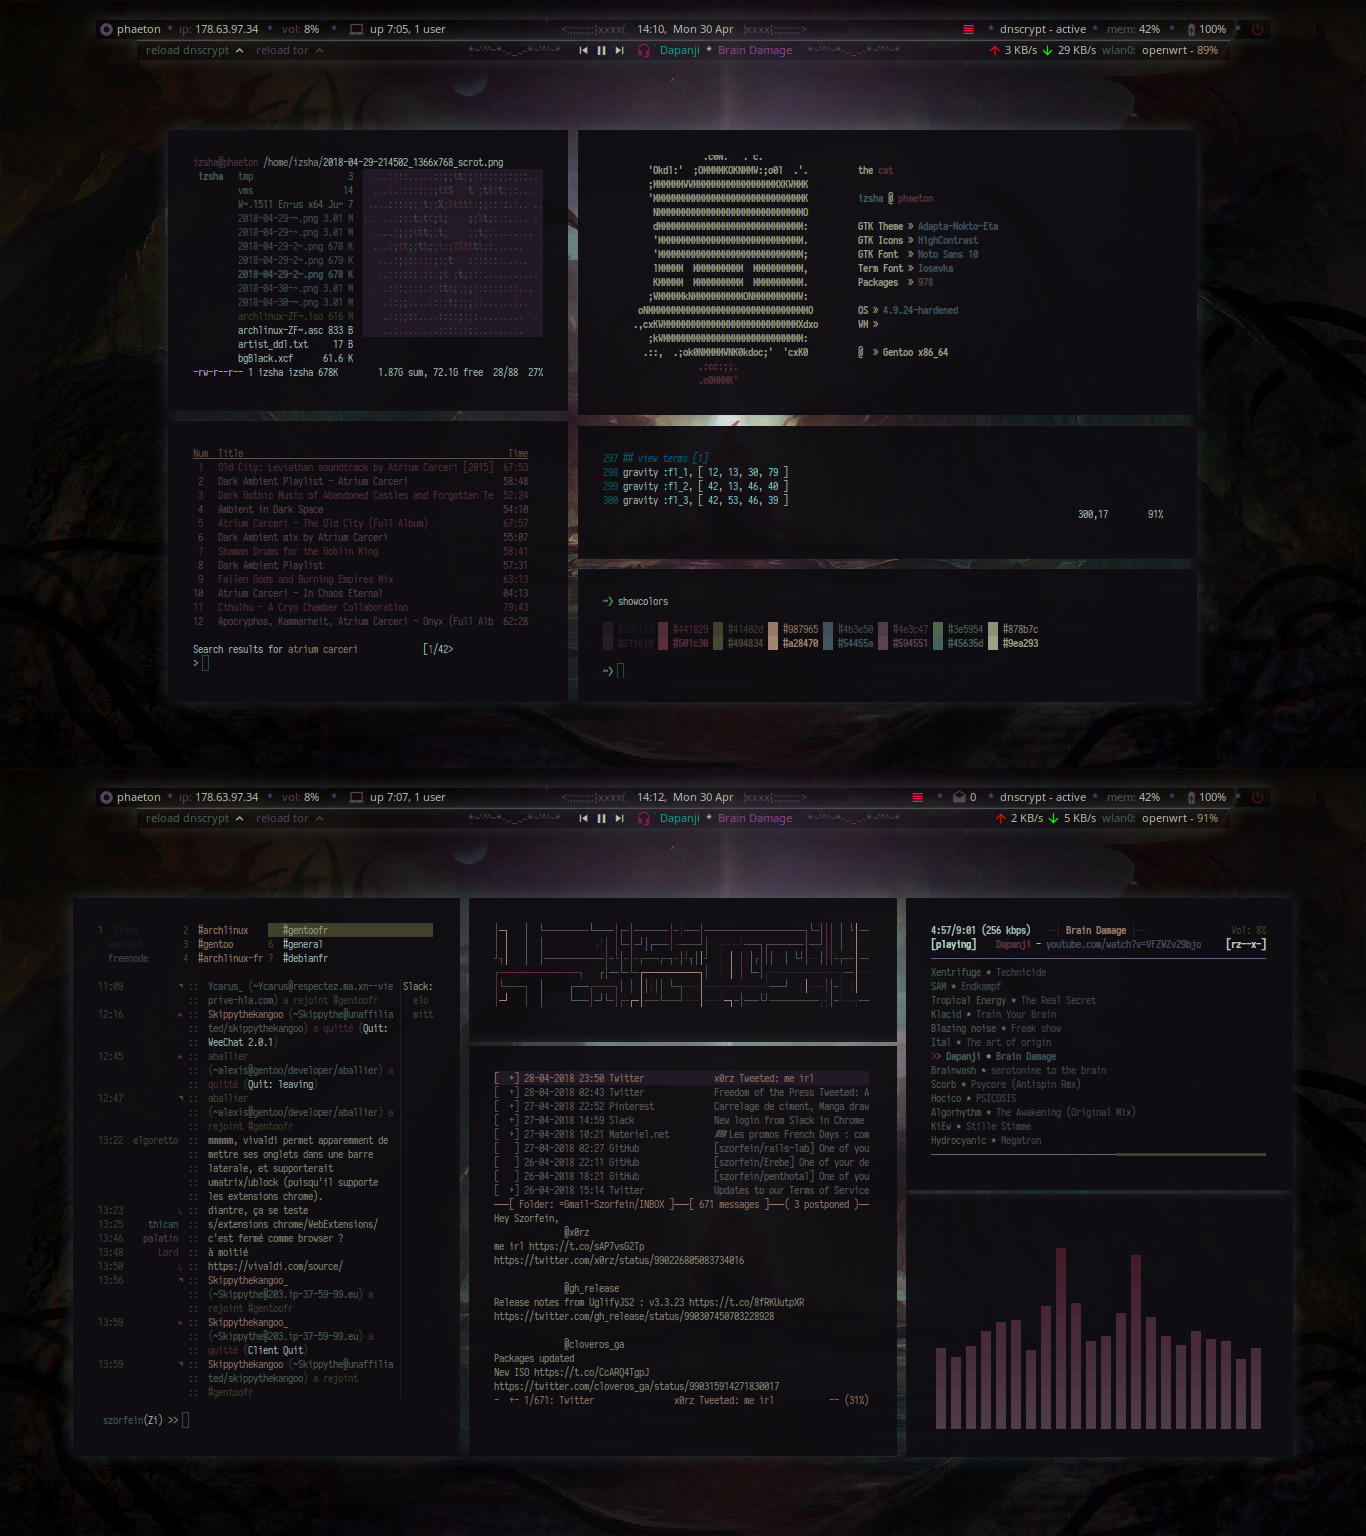 phaeton * ip: 178.63.97.34 * vol: 8% * up 7:05, 1 user <;;;;;;;;;]xxxx( 14:10, Mon 30 Apr )xxxx[;;;;;;;;;> * dnscrypt - active * mem: 42% * 100% *
reload dnscrypt ^ reload tor ^ Dapanji * Brain Damage 3 KB/s 29 KB/s wlan0: openwrt - 89%
izsha@phaeton /home/izsha/2018-04-29-214502_1366x768_scrot.png
izsha tmp 3
vms 14
W~.1511 En-us x64 Ju~ 7
2018-04-29-~.png 3.01 M
2018-04-29-~.png 3.01 M
2018-04-29-~.png 3.01 M
2018-04-29-2~.png 678 K
2018-04-29-2~.png 679 K
2018-04-29-2~.png 678 K
2018-04-30-~.png 3.01 M
2018-04-30-~.png 3.01 M
archlinux-ZF~.iso 616 M
archlinux-ZF~.asc 833 B
artist_ddl.txt 17 B
bgBlack.xcf 61.6 K
-rw-r--r-- 1 izsha izsha 678K 1.87G sum, 72.1G free 28/88 27%
the cat
izsha @ phaeton
GTK Theme » Adapta-Nokto-Eta
GTK Icons » HighContrast
GTK Font » Noto Sans 10
Term Font » Iosevka
Packages » 978
OS » 4.9.24-hardened
WM »
@ » Gentoo x86_64
Num Title Time
1 Old City: Leviathan soundtrack by Atrium Carceri [2015] 67:53
2 Dark Ambient Playlist - Atrium Carceri 58:48
3 Dark Gothic Music of Abandoned Castles and Forgotten Te 52:24
4 Ambient in Dark Space 54:10
5 Atrium Carceri - The Old City (Full Album) 67:57
6 Dark Ambient mix by Atrium Carceri 55:07
7 Shaman Drums for the Goblin King 58:41
8 Dark Ambient Playlist 57:31
9 Fallen Gods and Burning Empires Mix 63:13
10 Atrium Carceri - In Chaos Eternal 04:13
11 Cthulhu - A Cryo Chamber Collaboration 79:43
12 Apocryphos, Kammarheit, Atrium Carceri - Onyx (Full Alb 62:28
Search results for atrium carceri [1/42>
>
297 ## view terms [1]
298 gravity :fl_1, [ 12, 13, 30, 79 ]
299 gravity :fl_2, [ 42, 13, 46, 40 ]
300 gravity :fl_3, [ 42, 53, 46, 39 ]
300,17 91%
~> showcolors
#191113 #441829 #41402d #987965 #4b3e50 #4e3c47 #3e5954 #878b7c
#211619 #501c30 #494834 #a28470 #54455a #594551 #45635d #9ea293
~>
phaeton * ip: 178.63.97.34 * vol: 8% * up 7:07, 1 user <;;;;;;;;;]xxxx( 14:12, Mon 30 Apr )xxxx[;;;;;;;;;> * 0 * dnscrypt - active * mem: 42% * 100% *
reload dnscrypt ^ reload tor ^ Dapanji * Brain Damage 2 KB/s 5 KB/s wlan0: openwrt - 91%
1 Slack 2 #archlinux #gentoofr
weechat 3 #gentoo 6 #general
freenode 4 #archlinux-fr 7 #debianfr
11:09 :: Ycarus_ (~Ycarus@respectez.ma.xn--vie Slack:
:: prive-h1a.com) a rejoint #gentoofr elo
12:16 :: Skippythekangoo (~Skippythe@unaffilia mitt
:: ted/skippythekangoo) a quitté (Quit:
:: WeeChat 2.0.1)
12:45 :: aballier
:: (~alexis@gentoo/developer/aballier) a
:: quitté (Quit: leaving)
12:47 :: aballier
:: (~alexis@gentoo/developer/aballier) a
:: rejoint #gentoofr
13:22 elgoretto :: mmmmm, vivaldi permet apparemment de
:: mettre ses onglets dans une barre
:: laterale, et supporterait
:: umatrix/ublock (puisqu'il supporte
:: les extensions chrome).
13:23 :: diantre, ça se teste
13:25 thican :: s/extensions chrome/WebExtensions/
13:46 palatin :: c'est fermé comme browser ?
13:48 Lord :: à moitié
13:50 :: https://vivaldi.com/source/
13:56 :: Skippythekangoo_
:: (~Skippythe@203.ip-37-59-99.eu) a
:: rejoint #gentoofr
13:59 :: Skippythekangoo_
:: (~Skippythe@203.ip-37-59-99.eu) a
:: quitté (Client Quit)
13:59 :: Skippythekangoo (~Skippythe@unaffilia
:: ted/skippythekangoo) a rejoint
:: #gentoofr
szorfein(Zi) >>
[ +] 28-04-2018 23:50 Twitter x0rz Tweeted: me irl
[ +] 28-04-2018 02:43 Twitter Freedom of the Press Tweeted: A
[ +] 27-04-2018 22:52 Pinterest Carrelage de ciment, Manga draw
[ +] 27-04-2018 14:59 Slack New login from Slack in Chrome
[ +] 27-04-2018 10:21 Materiel.net Les promos French Days : com
[ ] 27-04-2018 02:27 GitHub [szorfein/rails-lab] One of you
[ ] 26-04-2018 22:11 GitHub [szorfein/Erebe] One of your de
[ ] 26-04-2018 18:21 GitHub [szorfein/penthotal] One of you
[ +] 26-04-2018 15:14 Twitter Updates to our Terms of Service
[ Folder: =Gmail-Szorfein/INBOX ]—[ 671 messages ]—( 3 postponed )—
Hey Szorfein,
@x0rz
me irl https://t.co/sAP7vsG2Tp
https://twitter.com/x0rz/status/990226805083734016
@gh_release
Release notes from UglifyJS2 : v3.3.23 https://t.co/8fRKUutpXR
https://twitter.com/gh_release/status/990307450703228928
@cloveros_ga
Packages updated
New ISO https://t.co/CcARQ4TgpJ
https://twitter.com/cloveros_ga/status/990315914271830017
- +- 1/671: Twitter x0rz Tweeted: me irl -- (31%)
4:57/9:01 (256 kbps) Brain Damage Vol: 8%
[playing] Dapanji - youtube.com/watch?v=VFZWZv29bjo [rz--x-]
Xentrifuge * Technicide
SAM * Endkampf
Tropical Energy * The Real Secret
Klacid * Train Your Brain
Blazing noise * Freak show
Ital * The art of origin
>> Dapanji * Brain Damage
Brainwash * serotonine to the brain
Scorb * Psycore (Antispin Rmx)
Hocico * PSICOSIS
Algorhythm * The Awakening (Original Mix)
KiEw * Stille Stimme
Hydrocyanic * Megatron